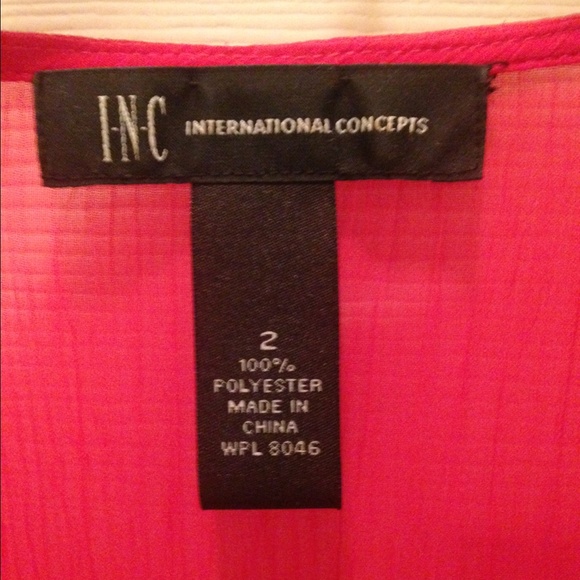 I·N·C INTERNATIONAL CONCEPTS
2
100%
POLYESTER
MADE IN
CHINA
WPL 8046